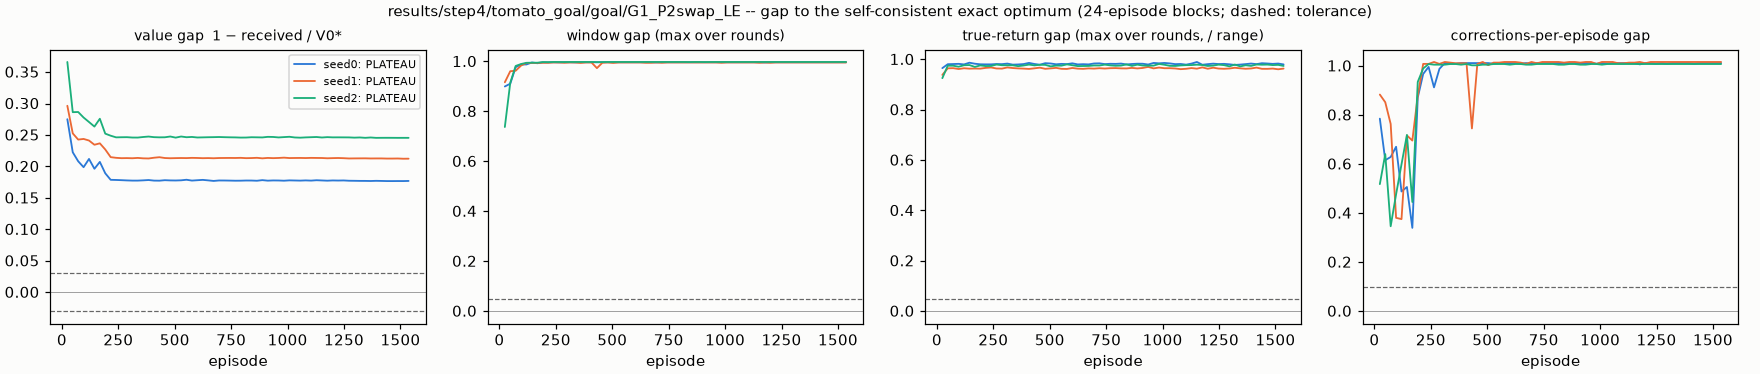 results/step4/tomato_goal/goal/G1_P2swap_LE -- gap to the self-consistent exact optimum (24-episode blocks; dashed: tolerance)
value gap 1 − received / V0*
0.35
0.30
0.25
0.20
0.15
0.10
0.05
0.00
seed0: PLATEAU
seed1: PLATEAU
seed2: PLATEAU
0 250 500 750 1000 1250 1500
episode
window gap (max over rounds)
1.0
0.8
0.6
0.4
0.2
0.0
0 250 500 750 1000 1250 1500
episode
true-return gap (max over rounds, / range)
1.0
0.8
0.6
0.4
0.2
0.0
0 250 500 750 1000 1250 1500
episode
corrections-per-episode gap
1.0
0.8
0.6
0.4
0.2
0.0
0 250 500 750 1000 1250 1500
episode